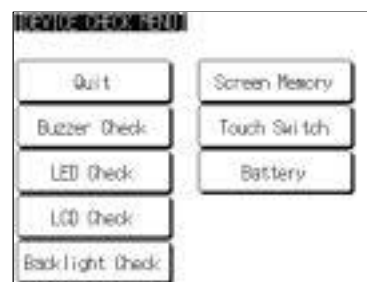 [DEVICE CHECK MENU]
Quit
Buzzer Check
LED Check
LCD Check
Backlight Check
Screen Memory
Touch Switch
Battery